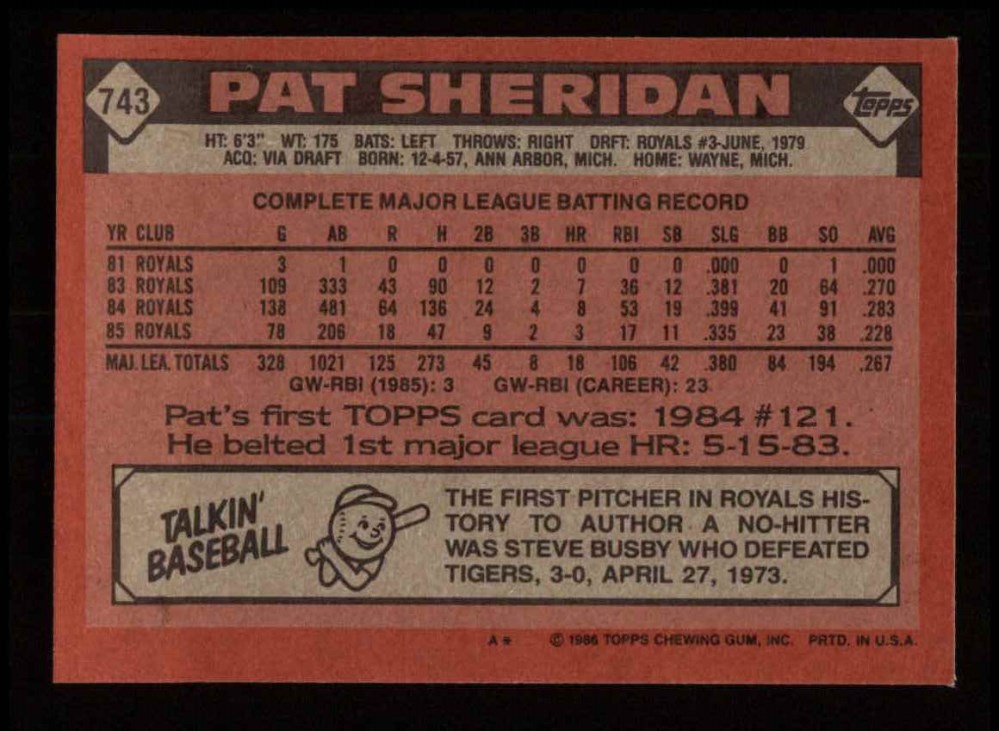 743 PAT SHERIDAN Topps
HT: 6'3" WT: 175 BATS: LEFT THROWS: RIGHT DRFT: ROYALS #3-JUNE, 1979
ACQ: VIA DRAFT BORN: 12-4-57, ANN ARBOR, MICH. HOME: WAYNE, MICH.
COMPLETE MAJOR LEAGUE BATTING RECORD
YR CLUB G AB R H 2B 3B HR RBI SB SLG BB SO AVG
81 ROYALS 3 1 0 0 0 0 0 0 0 .000 0 1 .000
83 ROYALS 109 333 43 90 12 2 7 36 12 .381 20 64 .270
84 ROYALS 138 481 64 136 24 4 8 53 19 .399 41 91 .283
85 ROYALS 78 206 18 47 9 2 3 17 11 .335 23 38 .228
MAJ. LEA. TOTALS 328 1021 125 273 45 8 18 106 42 .380 84 194 .267
GW-RBI (1985): 3 GW-RBI (CAREER): 23
Pat's first TOPPS card was: 1984 #121.
He belted 1st major league HR: 5-15-83.
TALKIN'
BASEBALL
THE FIRST PITCHER IN ROYALS HIS-
TORY TO AUTHOR A NO-HITTER
WAS STEVE BUSBY WHO DEFEATED
TIGERS, 3-0, APRIL 27, 1973.
A* © 1986 TOPPS CHEWING GUM, INC. PRTD. IN U.S.A.